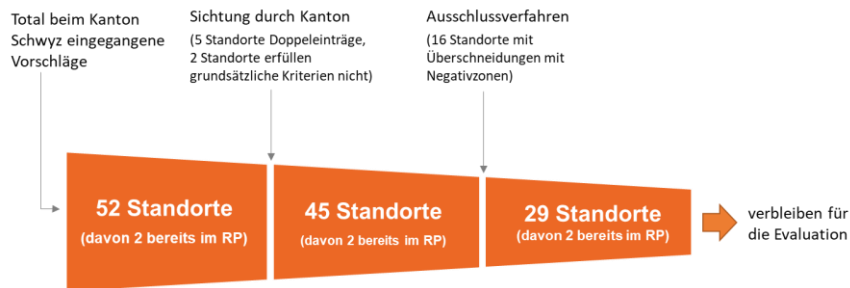 Total beim Kanton
Schwyz eingegangene
Vorschläge
Sichtung durch Kanton
(5 Standorte Doppeleinträge,
2 Standorte erfüllen
grundsätzliche Kriterien nicht)
Ausschlussverfahren
(16 Standorte mit
Überschneidungen mit
Negativzonen)
52 Standorte
(davon 2 bereits im RP)
45 Standorte
(davon 2 bereits im RP)
29 Standorte
(davon 2 bereits im RP)
verbleiben für
die Evaluation